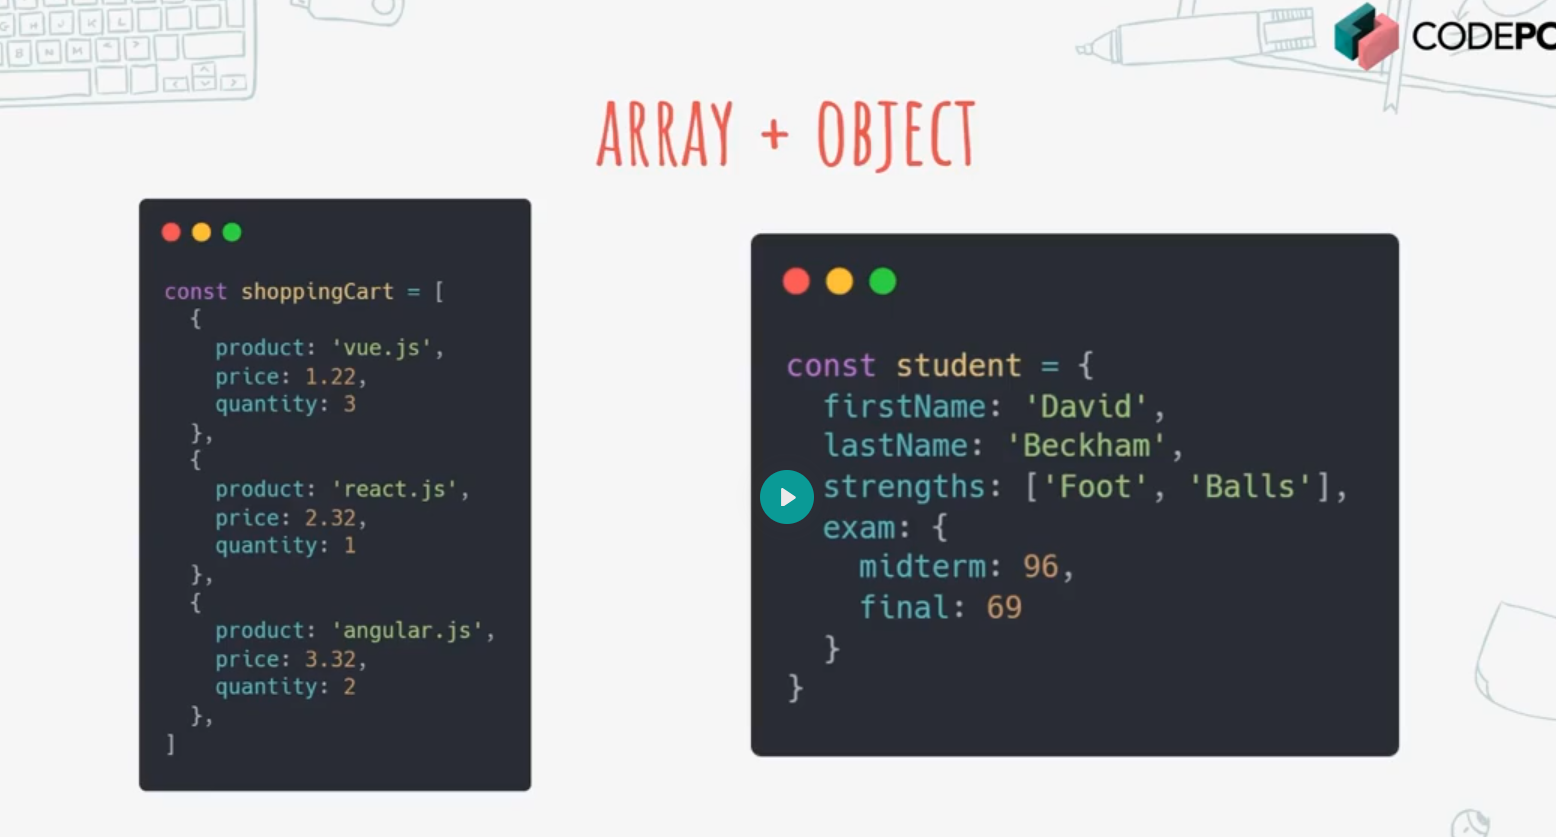 CODEPO
ARRAY + OBJECT
const shoppingCart = [
{
product: 'vue.js',
price: 1.22,
quantity: 3
},
{
product: 'react.js',
price: 2.32,
quantity: 1
},
{
product: 'angular.js',
price: 3.32,
quantity: 2
},
]
const student = {
firstName: 'David',
lastName: 'Beckham',
strengths: ['Foot', 'Balls'],
exam: {
midterm: 96,
final: 69
}
}